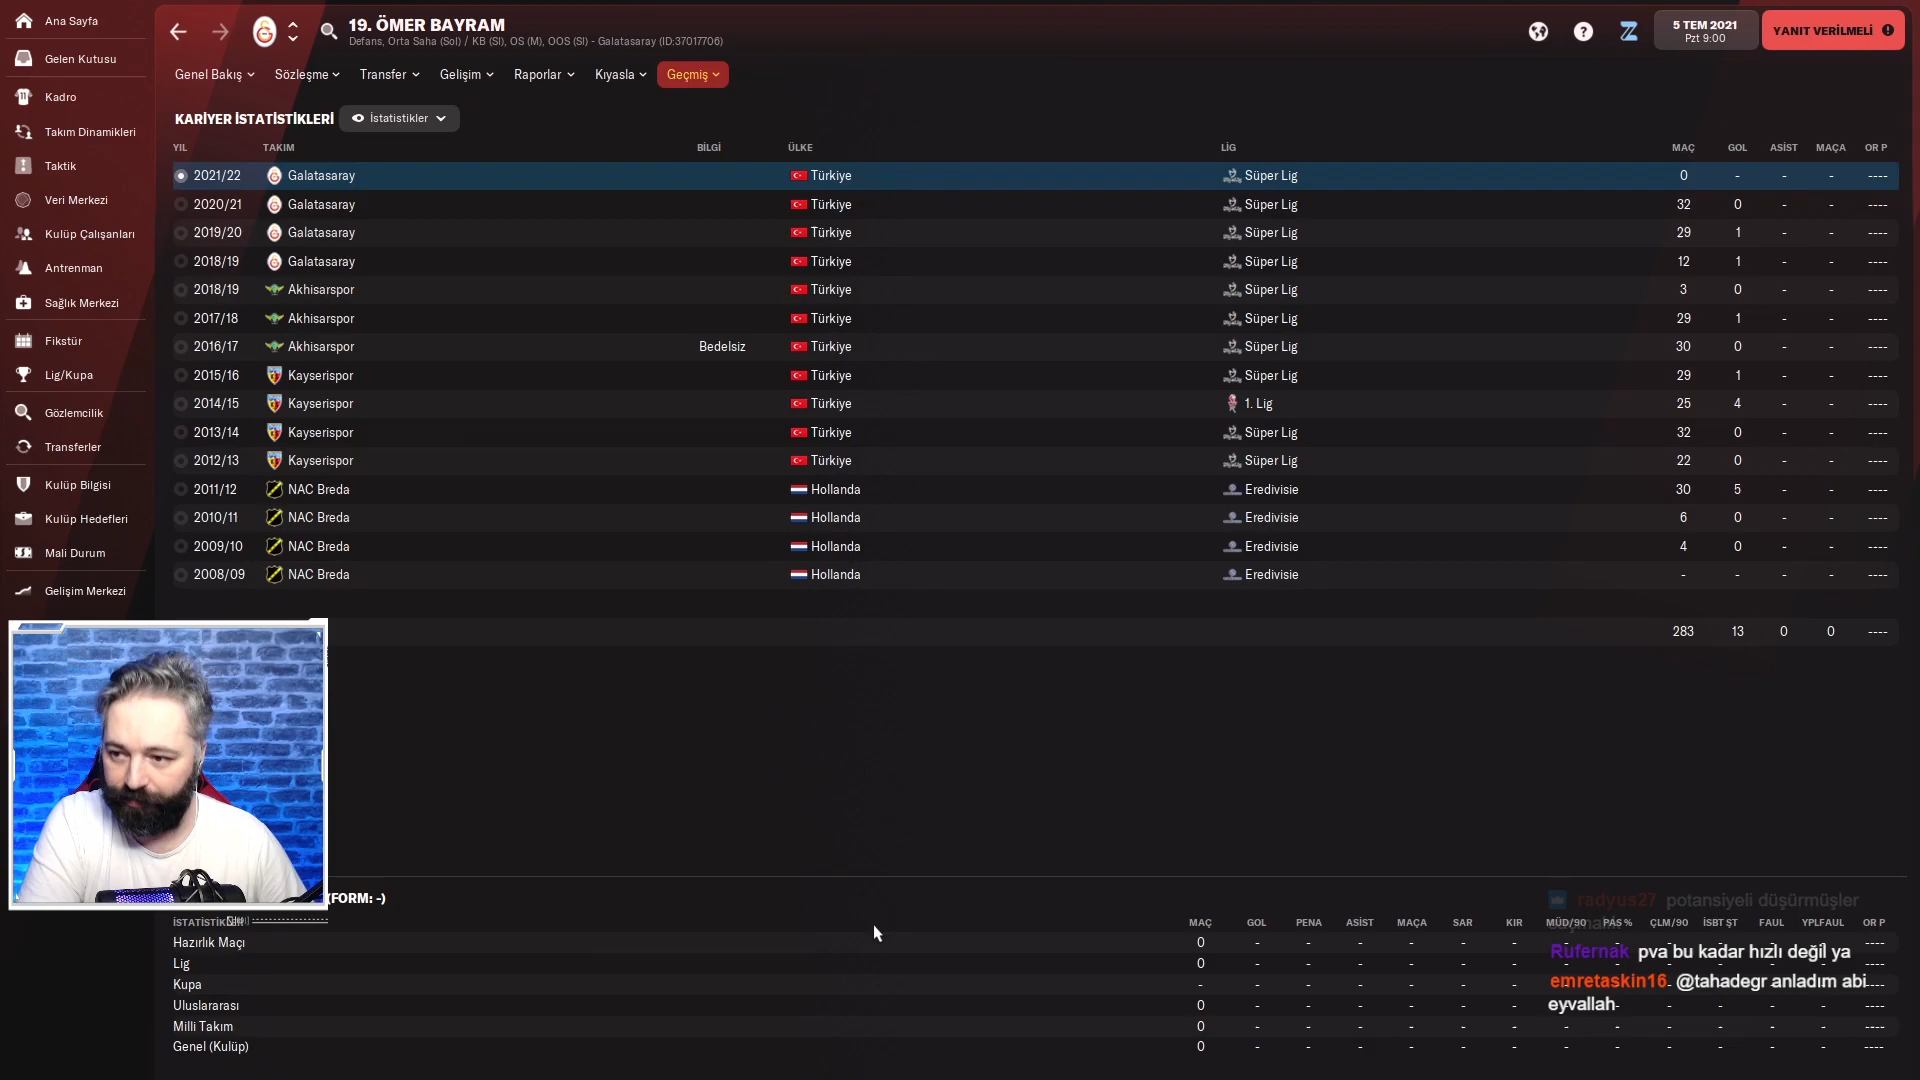 Ana Sayfa
Gelen Kutusu
Kadro
Takım Dinamikleri
Taktik
Veri Merkezi
Kulüp Çalışanları
Antrenman
Sağlık Merkezi
Fikstür
Lig/Kupa
Gözlemcilik
Transferler
Kulüp Bilgisi
Kulüp Hedefleri
Mali Durum
Gelişim Merkezi
19. ÖMER BAYRAM
Defans, Orta Saha (Sol) / KB (Sl), OS (M), OOS (Sl) - Galatasaray (ID:37017706)
5 TEM 2021
Pzt 9:00
YANIT VERİLMELİ
Genel Bakış Sözleşme Transfer Gelişim Raporlar Kıyasla Geçmiş
KARİYER İSTATİSTİKLERİ İstatistikler
YIL TAKIM BİLGİ ÜLKE LİG MAÇ GOL ASİST MAÇA OR P
2021/22 Galatasaray Türkiye Süper Lig 0 - - - ----
2020/21 Galatasaray Türkiye Süper Lig 32 0 - - ----
2019/20 Galatasaray Türkiye Süper Lig 29 1 - - ----
2018/19 Galatasaray Türkiye Süper Lig 12 1 - - ----
2018/19 Akhisarspor Türkiye Süper Lig 3 0 - - ----
2017/18 Akhisarspor Türkiye Süper Lig 29 1 - - ----
2016/17 Akhisarspor Bedelsiz Türkiye Süper Lig 30 0 - - ----
2015/16 Kayserispor Türkiye Süper Lig 29 1 - - ----
2014/15 Kayserispor Türkiye 1. Lig 25 4 - - ----
2013/14 Kayserispor Türkiye Süper Lig 32 0 - - ----
2012/13 Kayserispor Türkiye Süper Lig 22 0 - - ----
2011/12 NAC Breda Hollanda Eredivisie 30 5 - - ----
2010/11 NAC Breda Hollanda Eredivisie 6 0 - - ----
2009/10 NAC Breda Hollanda Eredivisie 4 0 - - ----
2008/09 NAC Breda Hollanda Eredivisie - - - - ----
283 13 0 0 ----
(FORM: -)
MAÇ GOL PENA ASİST MAÇA SAR KIR MÜD/90 PAS % ÇLM/90 İSBT ŞT FAUL YPLFAUL OR P
Hazırlık Maçı 0 - - - - - - - - - - - - ----
Lig 0 - - - - - - - - - - - - ----
Kupa - - - - - - - - - - - - - ----
Uluslararası 0 - - - - - - - - - - - - ----
Milli Takım 0 - - - - - - - - - - - - ----
Genel (Kulüp) 0 - - - - - - - - - - - - ----
radyus27 potansiyeli düşürmüşler
Rufernak pva bu kadar hızlı değil ya
emretaskin16 @tahadegr anladım abi
eyvallah